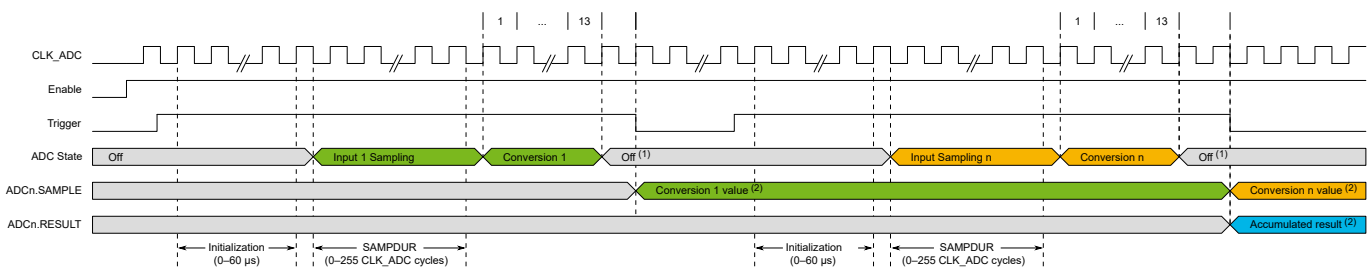 1 ... 13 1 ... 13
CLK_ADC
Enable
Trigger
ADC State Off Input 1 Sampling Conversion 1 Off (1) Input Sampling n Conversion n Off (1)
ADCn.SAMPLE Conversion 1 value (2) Conversion n value (2)
ADCn.RESULT Accumulated result (2)
Initialization SAMPDUR Initialization SAMPDUR
(0–60 µs) (0–255 CLK_ADC cycles) (0–60 µs) (0–255 CLK_ADC cycles)